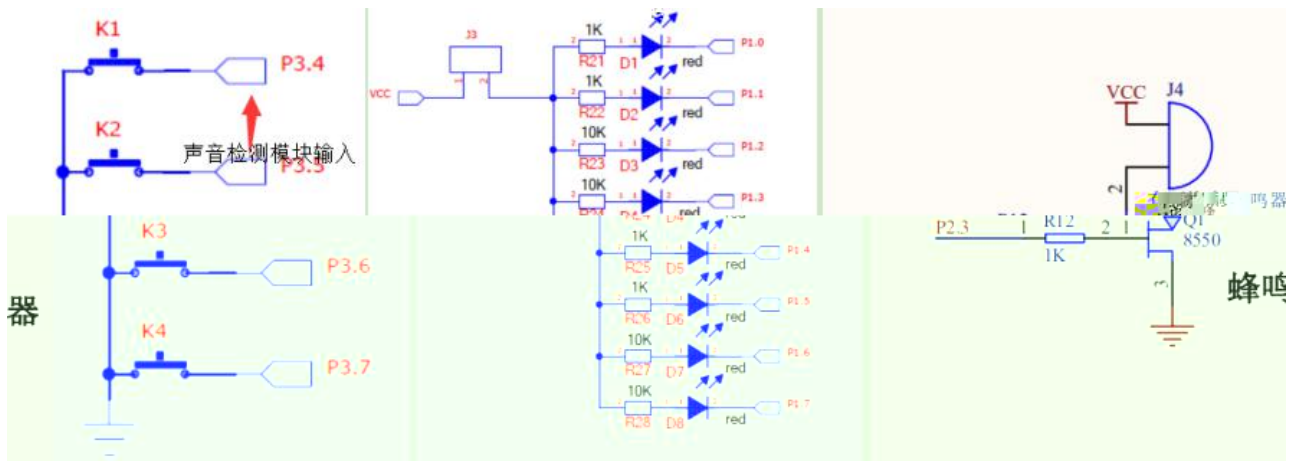 K1
P3.4
K2
声音检测模块输入
P3.5
K3
P3.6
K4
P3.7
器
J3
VCC
1 2
1K
R21 D1 red P1.0
1K
R22 D2 red P1.1
10K
R23 D3 red P1.2
10K
red P1.3
1K
R25 D5 red P1.4
1K
R26 D6 red P1.5
10K
R27 D7 red P1.6
10K
R28 D8 red P1.7
VCC J4
2
鸣器
P2.3 1 R12 2 1 Q1
1K 8550
3
蜂鸣